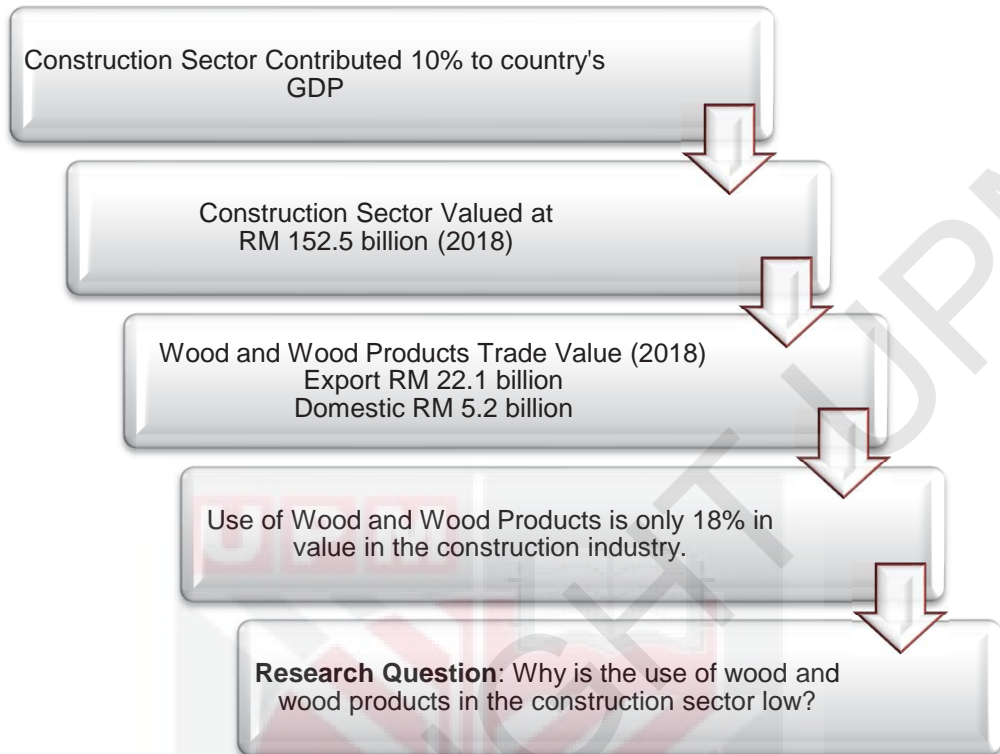 Construction Sector Contributed 10% to country's
GDP
Construction Sector Valued at
RM 152.5 billion (2018)
Wood and Wood Products Trade Value (2018)
Export RM 22.1 billion
Domestic RM 5.2 billion
Use of Wood and Wood Products is only 18% in
value in the construction industry.
Research Question: Why is the use of wood and
wood products in the construction sector low?
UPM